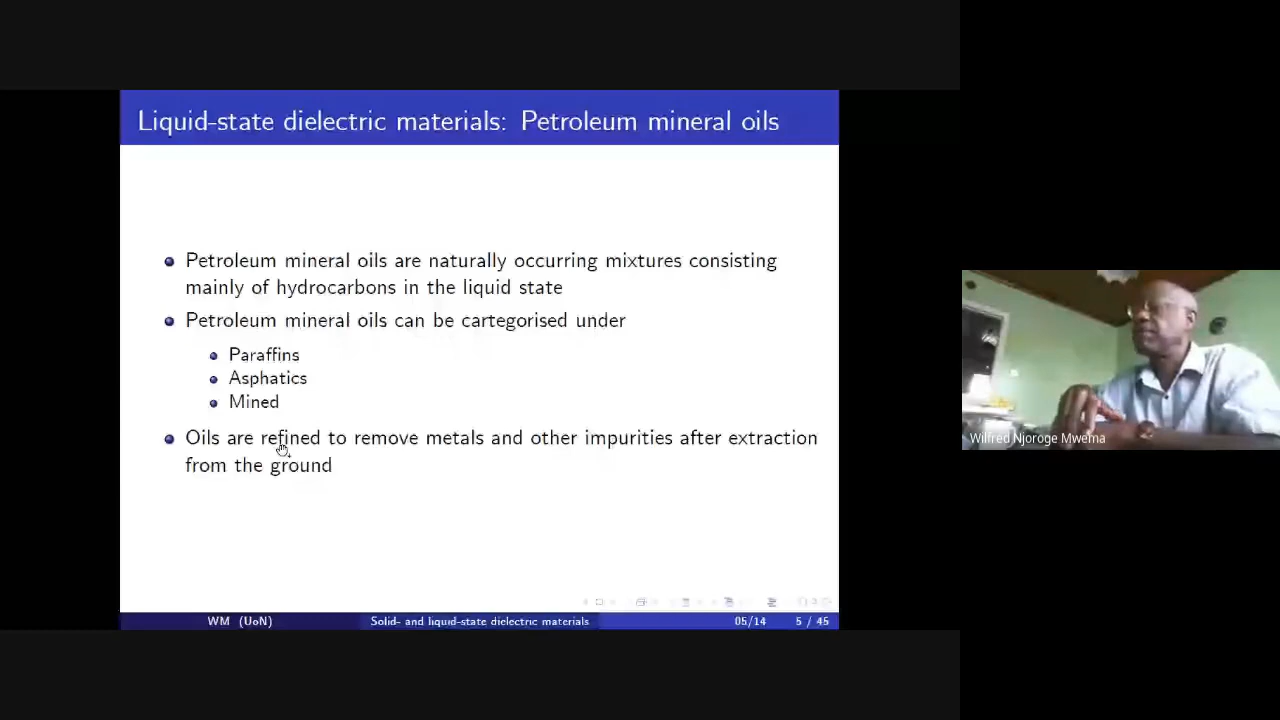 Liquid-state dielectric materials: Petroleum mineral oils
Petroleum mineral oils are naturally occurring mixtures consisting
mainly of hydrocarbons in the liquid state
Petroleum mineral oils can be cartegorised under
Paraffins
Asphatics
Mined
Oils are refined to remove metals and other impurities after extraction
from the ground
Wilfred Njoroge Mwema
WM (UoN)
Solid- and liquid-state dielectric materials
05/14
5 / 45